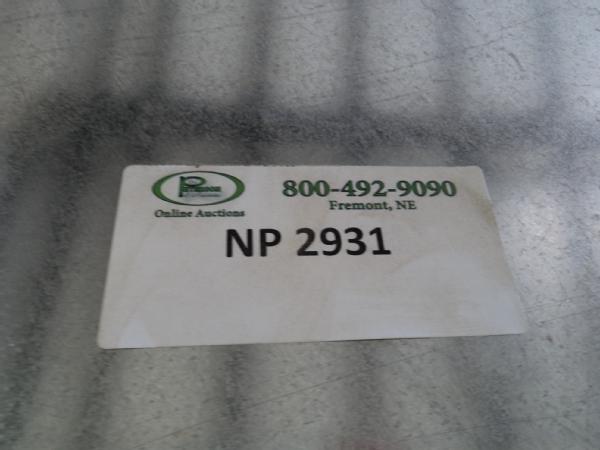 800-492-9090
Fremont, NE
Online Auctions
NP 2931